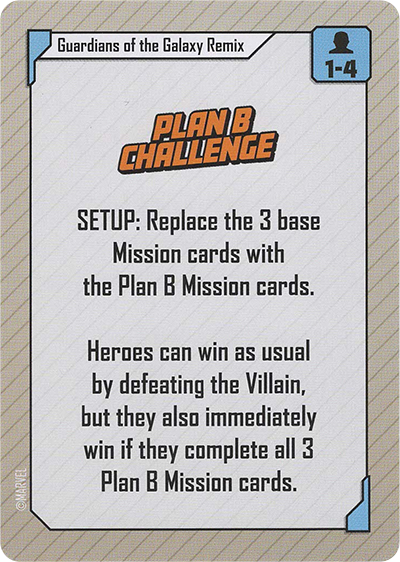 Guardians of the Galaxy Remix
1-4
PLAN B
CHALLENGE
SETUP: Replace the 3 base
Mission cards with
the Plan B Mission cards.
Heroes can win as usual
by defeating the Villain,
but they also immediately
win if they complete all 3
Plan B Mission cards.
©MARVEL